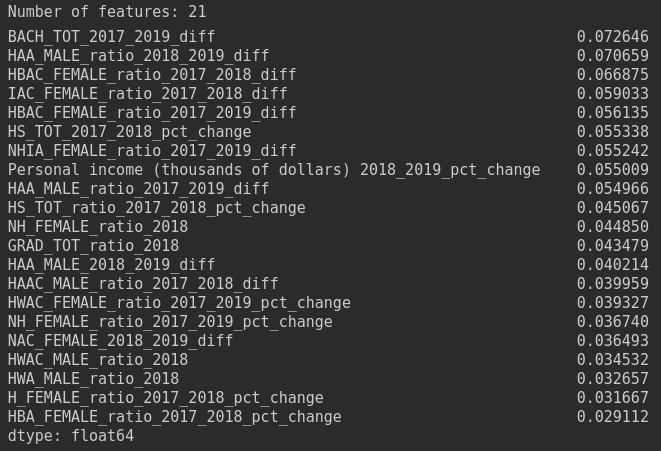 Number of features: 21
BACH_TOT_2017_2019_diff 0.072646
HAA_MALE_ratio_2018_2019_diff 0.070659
HBAC_FEMALE_ratio_2017_2018_diff 0.066875
IAC_FEMALE_ratio_2017_2018_diff 0.059033
HBAC_FEMALE_ratio_2017_2019_diff 0.056135
HS_TOT_2017_2018_pct_change 0.055338
NHIA_FEMALE_ratio_2017_2019_diff 0.055242
Personal income (thousands of dollars) 2018_2019_pct_change 0.055009
HAA_MALE_ratio_2017_2019_diff 0.054966
HS_TOT_ratio_2017_2018_pct_change 0.045067
NH_FEMALE_ratio_2018 0.044850
GRAD_TOT_ratio_2018 0.043479
HAA_MALE_2018_2019_diff 0.040214
HAAC_MALE_ratio_2017_2018_diff 0.039959
HWAC_FEMALE_ratio_2017_2019_pct_change 0.039327
NH_FEMALE_ratio_2017_2019_pct_change 0.036740
NAC_FEMALE_2018_2019_diff 0.036493
HWAC_MALE_ratio_2018 0.034532
HWA_MALE_ratio_2018 0.032657
H_FEMALE_ratio_2017_2018_pct_change 0.031667
HBA_FEMALE_ratio_2017_2018_pct_change 0.029112
dtype: float64